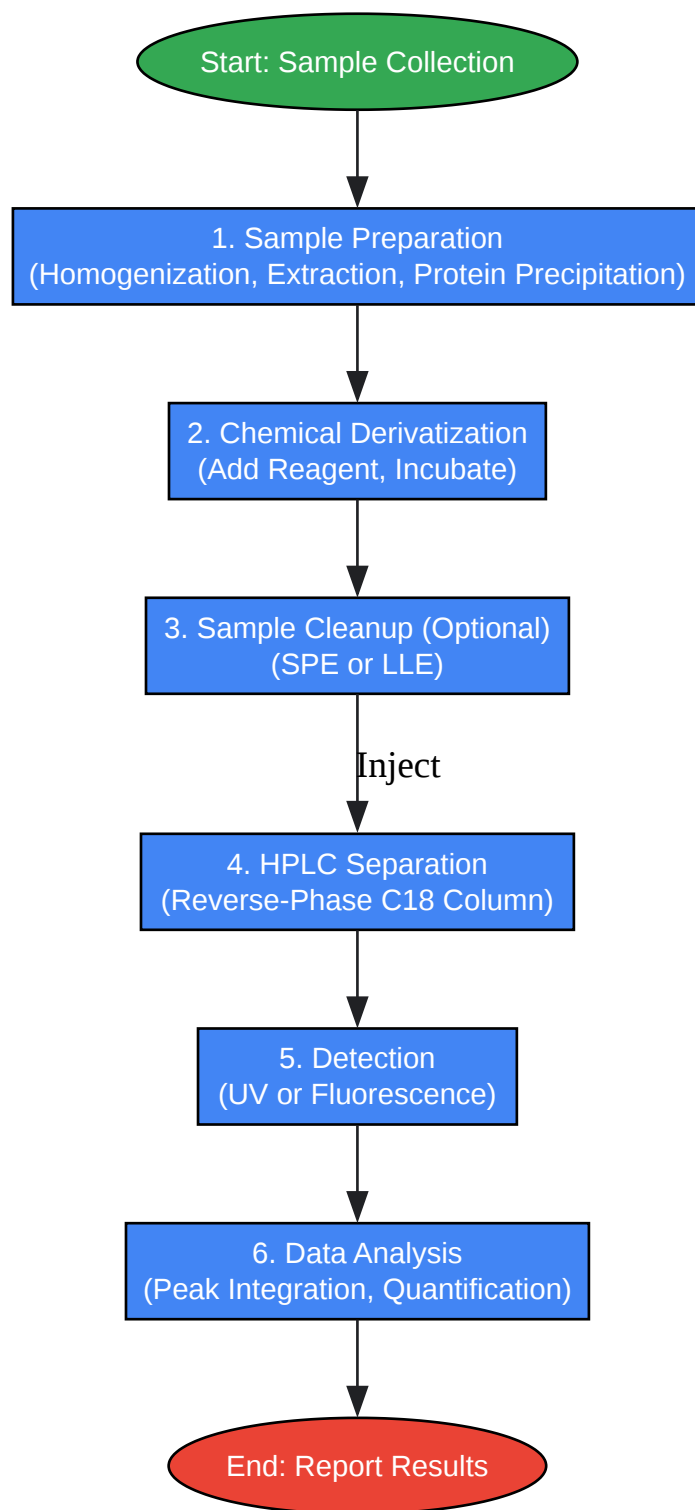 Start: Sample Collection
1. Sample Preparation
(Homogenization, Extraction, Protein Precipitation)
2. Chemical Derivatization
(Add Reagent, Incubate)
3. Sample Cleanup (Optional)
(SPE or LLE)
Inject
4. HPLC Separation
(Reverse-Phase C18 Column)
5. Detection
(UV or Fluorescence)
6. Data Analysis
(Peak Integration, Quantification)
End: Report Results